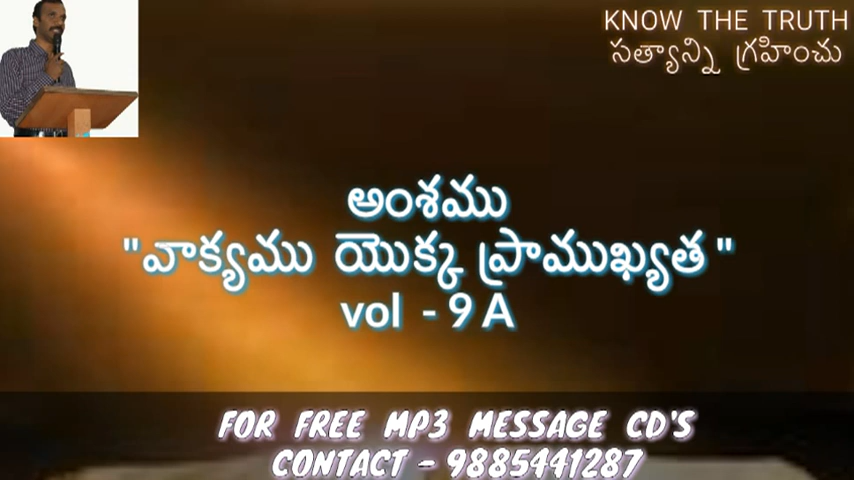 KNOW THE TRUTH
సత్యాన్ని గ్రహించు
అంశము
"వాక్యము యొక్క ప్రాముఖ్యత"
vol - 9 A
FOR FREE MP3 MESSAGE CD'S
CONTACT - 9885441287